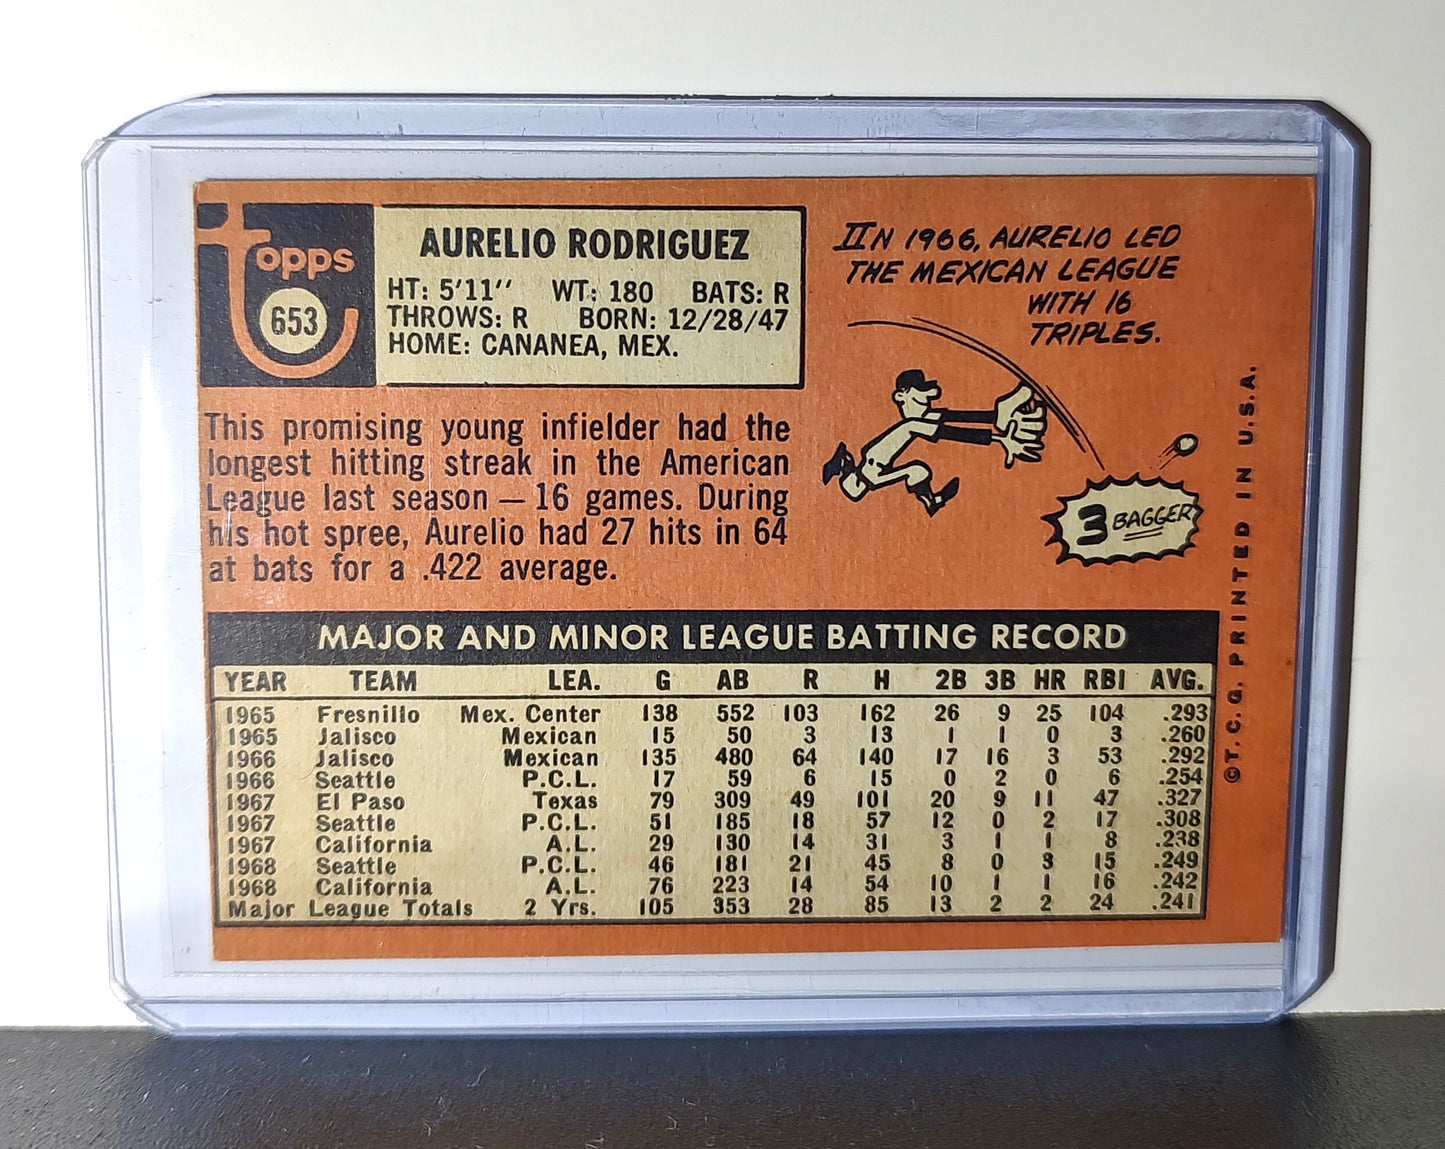 Topps
653
AURELIO RODRIGUEZ
HT: 5'11" WT: 180 BATS: R
THROWS: R BORN: 12/28/47
HOME: CANANEA, MEX.
IN 1966, AURELIO LED
THE MEXICAN LEAGUE
WITH 16
TRIPLES.
3 BAGGER
This promising young infielder had the
longest hitting streak in the American
League last season — 16 games. During
his hot spree, Aurelio had 27 hits in 64
at bats for a .422 average.
MAJOR AND MINOR LEAGUE BATTING RECORD
YEAR TEAM LEA. G AB R H 2B 3B HR RBI AVG.
1965 Fresnillo Mex. Center 138 552 103 162 26 9 25 104 .293
1965 Jalisco Mexican 15 50 3 13 1 1 0 3 .260
1966 Jalisco Mexican 135 480 64 140 17 16 3 53 .292
1966 Seattle P.C.L. 17 59 6 15 0 2 0 6 .254
1967 El Paso Texas 79 309 49 101 20 9 11 47 .327
1967 Seattle P.C.L. 51 185 18 57 12 0 2 17 .308
1967 California A.L. 29 130 14 31 3 1 1 8 .238
1968 Seattle P.C.L. 46 181 21 45 8 0 3 15 .249
1968 California A.L. 76 223 14 54 10 1 1 16 .242
Major League Totals 2 Yrs. 105 353 28 85 13 2 2 24 .241
©T.C.G. PRINTED IN U.S.A.